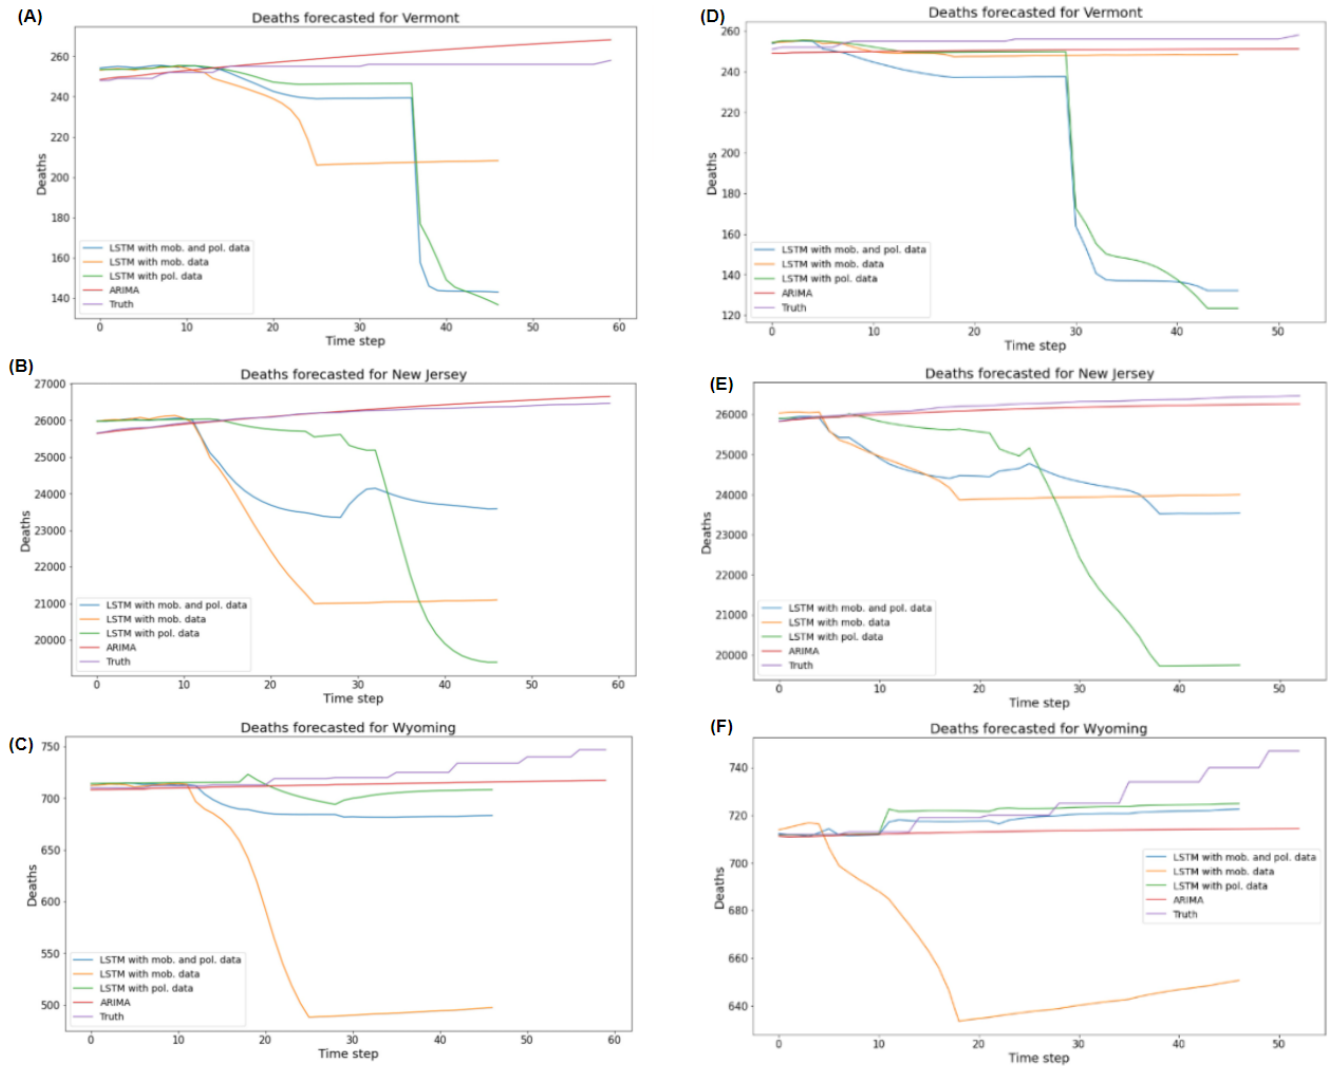 (A)
Deaths forecasted for Vermont
260
240
220
200
180
160
140
Deaths
LSTM with mob. and pol. data
LSTM with mob. data
LSTM with pol. data
ARIMA
Truth
0 10 20 30 40 50 60
Time step
(D)
Deaths forecasted for Vermont
260
240
220
200
180
160
140
120
Deaths
LSTM with mob. and pol. data
LSTM with mob. data
LSTM with pol. data
ARIMA
Truth
0 10 20 30 40 50
Time step
(B)
Deaths forecasted for New Jersey
27000
26000
25000
24000
23000
22000
21000
20000
Deaths
LSTM with mob. and pol. data
LSTM with mob. data
LSTM with pol. data
ARIMA
Truth
0 10 20 30 40 50 60
Time step
(E)
Deaths forecasted for New Jersey
26000
25000
24000
23000
22000
21000
20000
Deaths
LSTM with mob. and pol. data
LSTM with mob. data
LSTM with pol. data
ARIMA
Truth
0 10 20 30 40 50
Time step
(C)
Deaths forecasted for Wyoming
750
700
650
600
550
500
Deaths
LSTM with mob. and pol. data
LSTM with mob. data
LSTM with pol. data
ARIMA
Truth
0 10 20 30 40 50 60
Time step
(F)
Deaths forecasted for Wyoming
740
720
700
680
660
640
Deaths
LSTM with mob. and pol. data
LSTM with mob. data
LSTM with pol. data
ARIMA
Truth
0 10 20 30 40 50
Time step